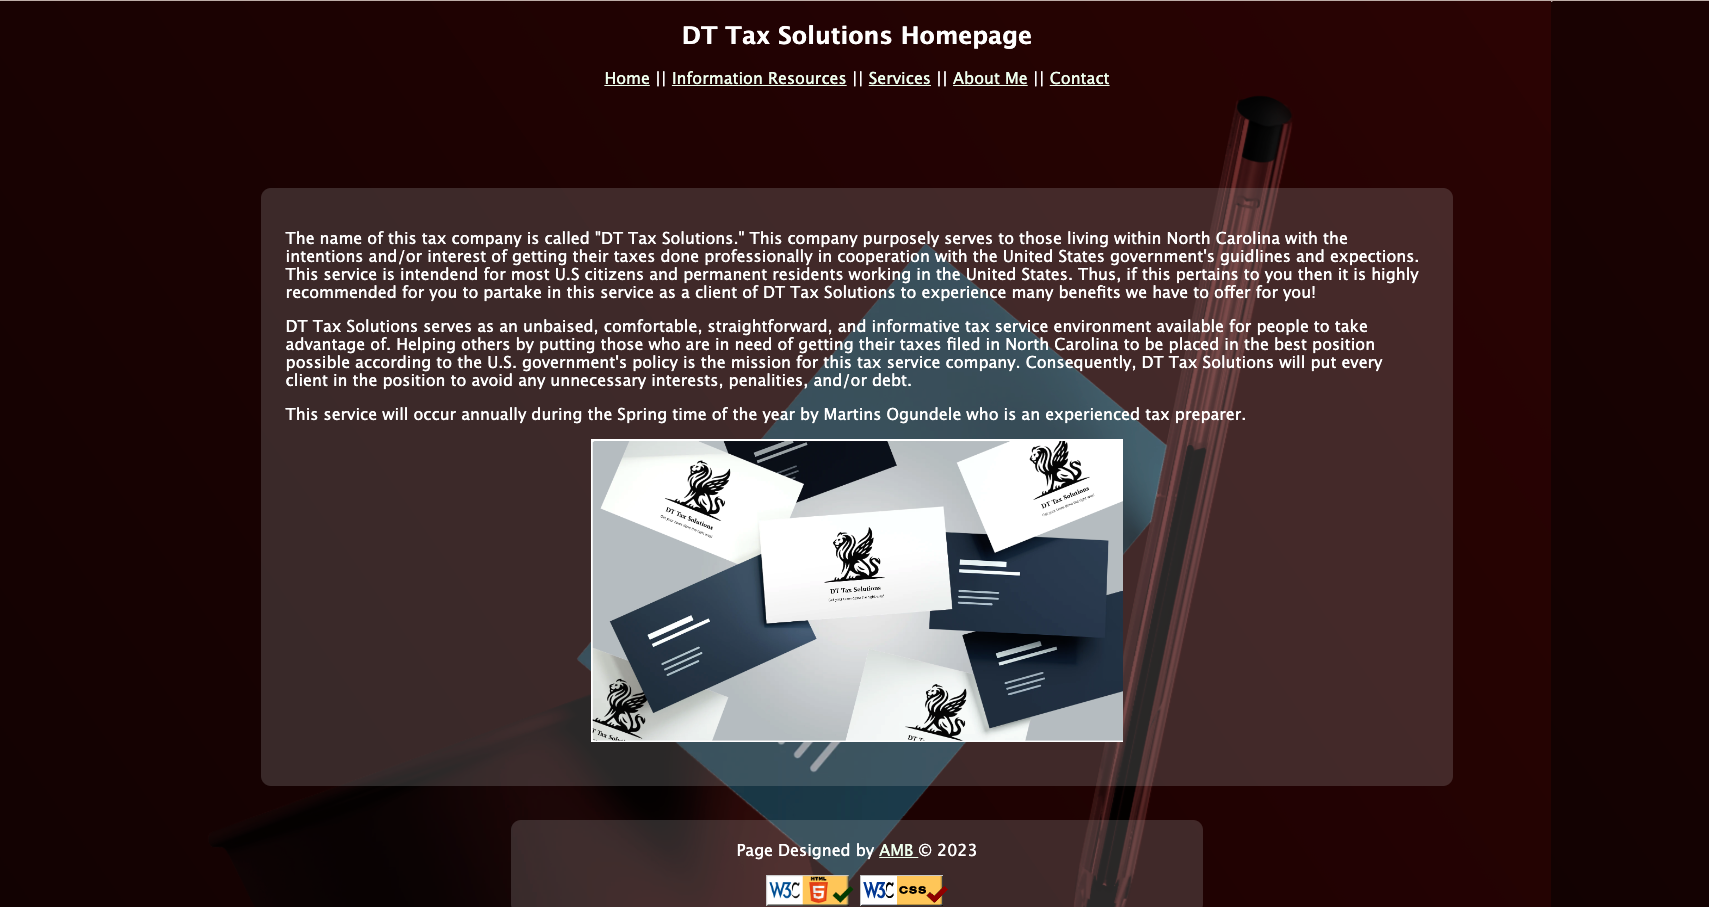 DT Tax Solutions Homepage
Home || Information Resources || Services || About Me || Contact
The name of this tax company is called "DT Tax Solutions." This company purposely serves to those living within North Carolina with the
intentions and/or interest of getting their taxes done professionally in cooperation with the United States government's guidlines and expections.
This service is intendend for most U.S citizens and permanent residents working in the United States. Thus, if this pertains to you then it is highly
recommended for you to partake in this service as a client of DT Tax Solutions to experience many benefits we have to offer for you!
DT Tax Solutions serves as an unbaised, comfortable, straightforward, and informative tax service environment available for people to take
advantage of. Helping others by putting those who are in need of getting their taxes filed in North Carolina to be placed in the best position
possible according to the U.S. government's policy is the mission for this tax service company. Consequently, DT Tax Solutions will put every
client in the position to avoid any unnecessary interests, penalities, and/or debt.
This service will occur annually during the Spring time of the year by Martins Ogundele who is an experienced tax preparer.
DT Tax Solutions
DT Tax Solutions
DT Tax Solutions
Page Designed by AMB © 2023
W3C HTML 5
W3C css